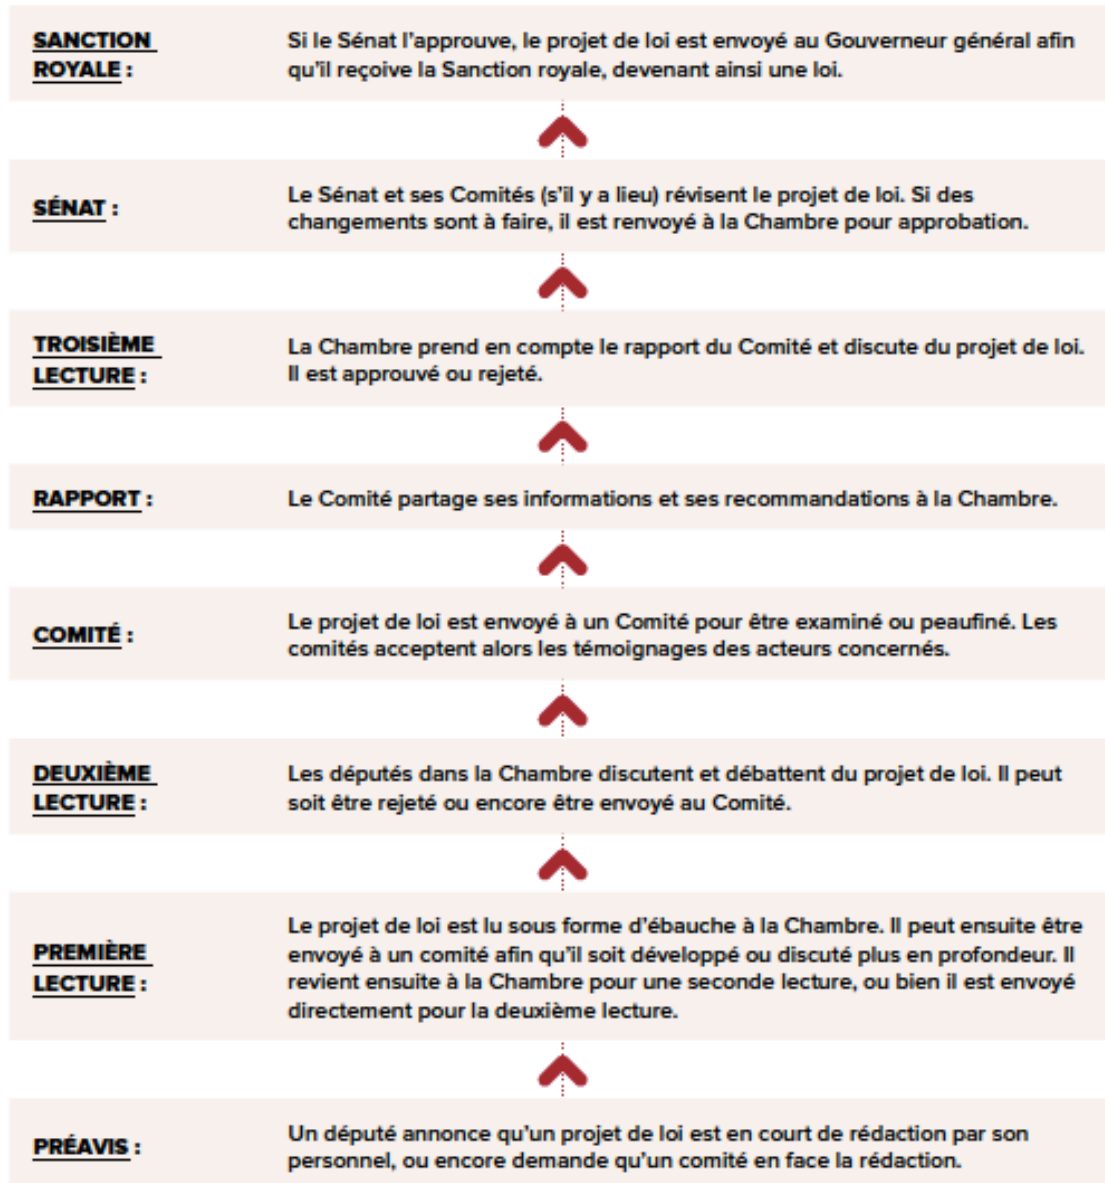 SANCTION
ROYALE :
Si le Sénat l'approuve, le projet de loi est envoyé au Gouverneur général afin
qu'il reçoive la Sanction royale, devenant ainsi une loi.
SÉNAT :
Le Sénat et ses Comités (s'il y a lieu) révisent le projet de loi. Si des
changements sont à faire, il est renvoyé à la Chambre pour approbation.
TROISIÈME
LECTURE :
La Chambre prend en compte le rapport du Comité et discute du projet de loi.
Il est approuvé ou rejeté.
RAPPORT :
Le Comité partage ses informations et ses recommandations à la Chambre.
COMITÉ :
Le projet de loi est envoyé à un Comité pour être examiné ou peaufiné. Les
comités acceptent alors les témoignages des acteurs concernés.
DEUXIÈME
LECTURE :
Les députés dans la Chambre discutent et débattent du projet de loi. Il peut
soit être rejeté ou encore être envoyé au Comité.
PREMIÈRE
LECTURE :
Le projet de loi est lu sous forme d'ébauche à la Chambre. Il peut ensuite être
envoyé à un comité afin qu'il soit développé ou discuté plus en profondeur. Il
revient ensuite à la Chambre pour une seconde lecture, ou bien il est envoyé
directement pour la deuxième lecture.
PRÉAVIS :
Un député annonce qu'un projet de loi est en court de rédaction par son
personnel, ou encore demande qu'un comité en face la rédaction.